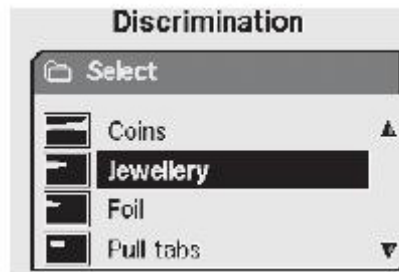 Discrimination
Select
Coins
Jewellery
Foil
Pull tabs